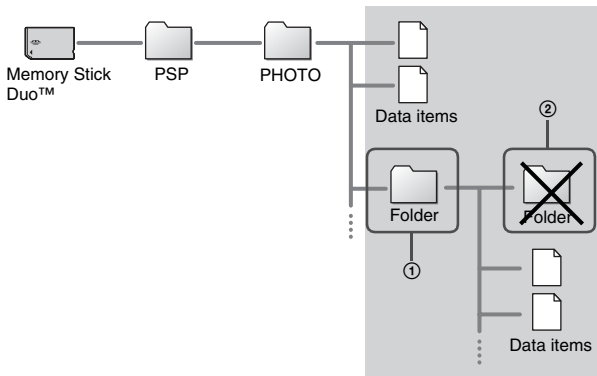 Memory Stick
Duo™
PSP
PHOTO
Data items
②
Folder
Folder
①
Data items